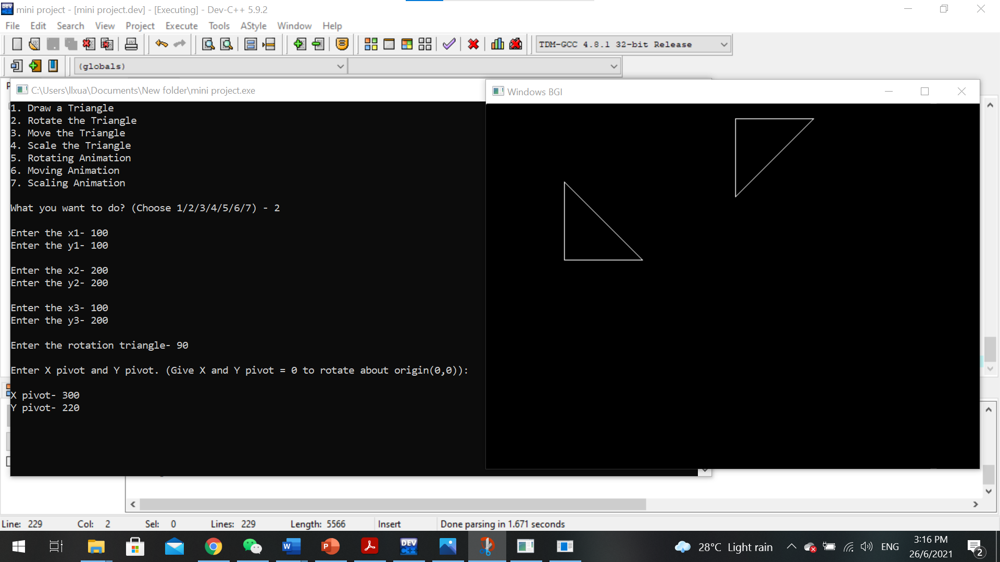 mini project - [mini project.dev] - [Executing] - Dev-C++ 5.9.2
File Edit Search View Project Execute Tools AStyle Window Help
TDM-GCC 4.8.1 32-bit Release
(globals)
C:\Users\llxua\Documents\New folder\mini project.exe
1. Draw a Triangle
2. Rotate the Triangle
3. Move the Triangle
4. Scale the Triangle
5. Rotating Animation
6. Moving Animation
7. Scaling Animation
What you want to do? (Choose 1/2/3/4/5/6/7) - 2
Enter the x1- 100
Enter the y1- 100
Enter the x2- 200
Enter the y2- 200
Enter the x3- 100
Enter the y3- 200
Enter the rotation triangle- 90
Enter X pivot and Y pivot. (Give X and Y pivot = 0 to rotate about origin(0,0)):
X pivot- 300
Y pivot- 220
Windows BGI
Line: 229 Col: 2 Sel: 0 Lines: 229 Length: 5566 Insert Done parsing in 1.671 seconds
W
P
DEV C++
28°C Light rain
ENG
3:16 PM
26/6/2021
2